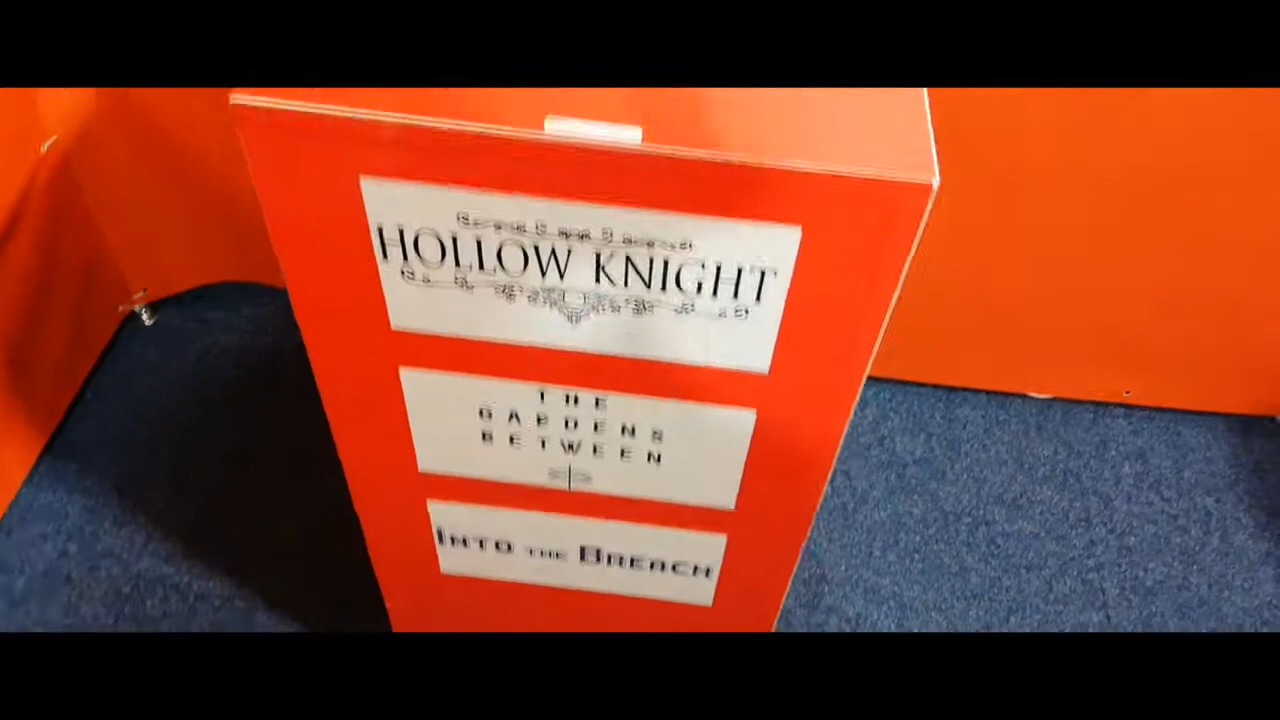 HOLLOW KNIGHT
THE
GARDENS
BETWEEN
INTO THE BREACH